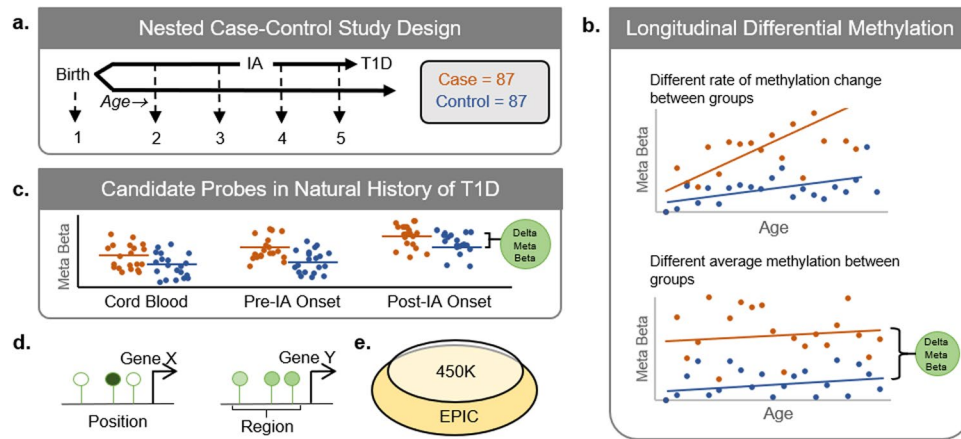 a.
Nested Case-Control Study Design
Birth
IA
T1D
Age→
1
2
3
4
5
Case = 87
Control = 87
b.
Longitudinal Differential Methylation
Different rate of methylation change
between groups
Meta Beta
Age
Different average methylation between
groups
Meta Beta
Delta
Meta
Beta
Age
c.
Candidate Probes in Natural History of T1D
Meta Beta
Delta
Meta
Beta
Cord Blood
Pre-IA Onset
Post-IA Onset
d.
Gene X
Position
Gene Y
Region
e.
450K
EPIC